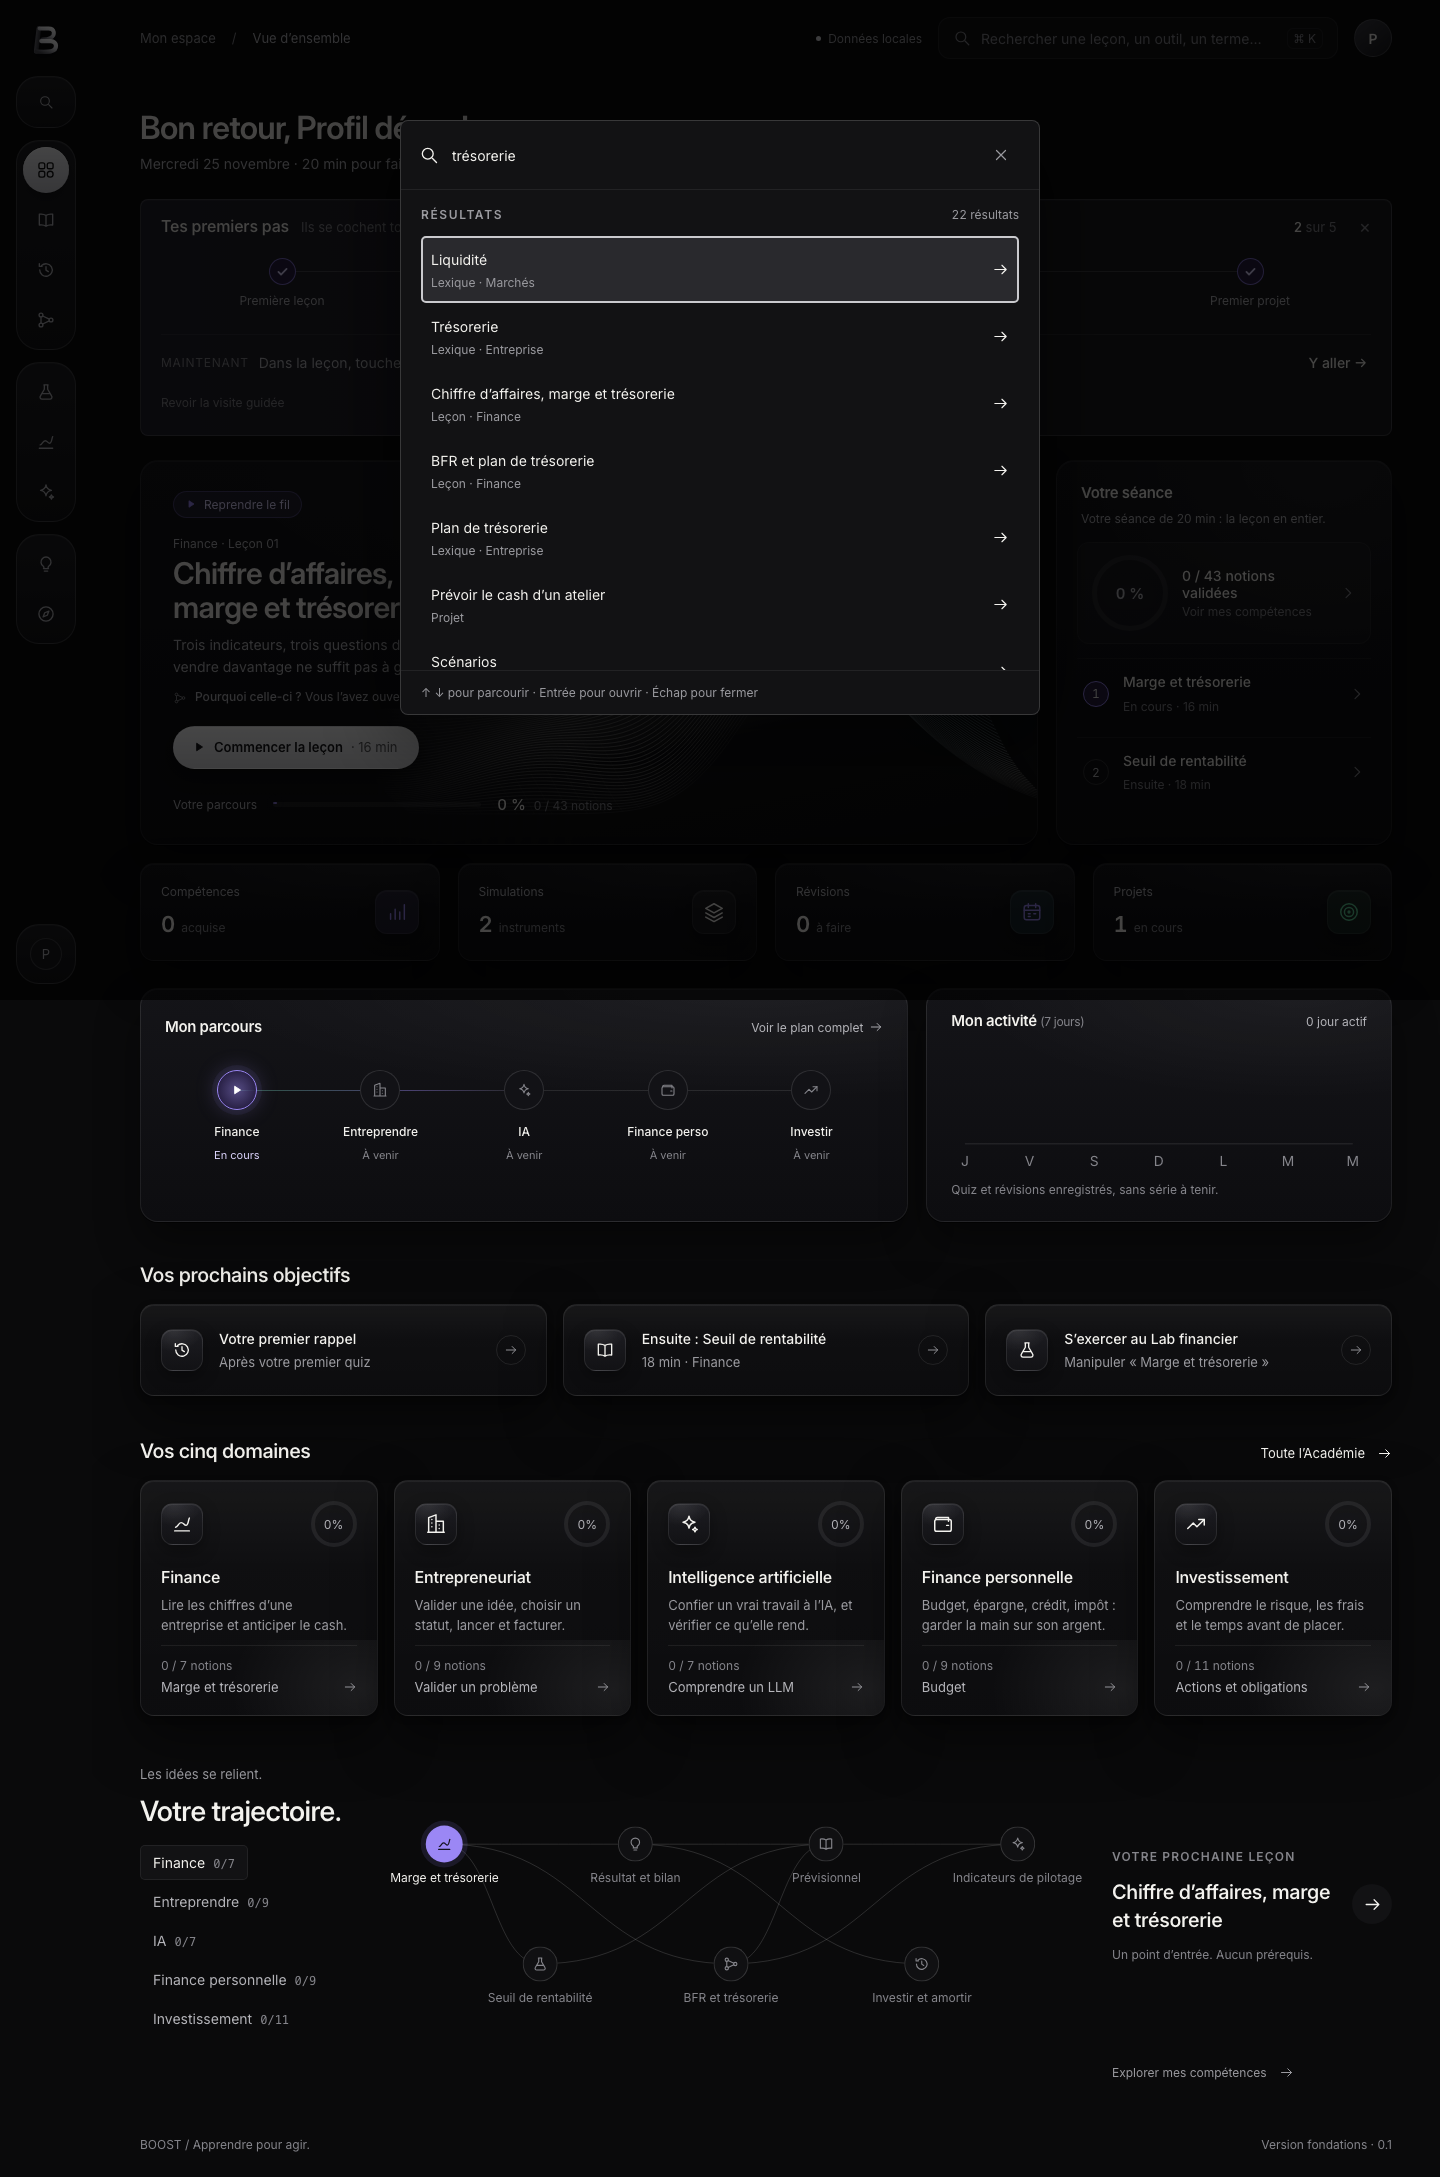 B
Mon espace / Vue d’ensemble
Données locales
Rechercher une leçon, un outil, un terme…
⌘ K
P
Bon retour, Profil
Mercredi 25 novembre · 20 min pour
trésorerie
RÉSULTATS
22 résultats
Liquidité
Lexique · Marchés
Trésorerie
Lexique · Entreprise
Chiffre d’affaires, marge et trésorerie
Leçon · Finance
BFR et plan de trésorerie
Leçon · Finance
Plan de trésorerie
Lexique · Entreprise
Prévoir le cash d’un atelier
Projet
Scénarios
↑ ↓ pour parcourir · Entrée pour ouvrir · Échap pour fermer
Tes premiers pas
Ils se cochent
2 sur 5
Première leçon
Premier projet
MAINTENANT Dans la leçon, touche
Y aller →
Revoir la visite guidée
Reprendre le fil
Finance · Leçon 01
Chiffre d’affaires,
marge et trésorer
Trois indicateurs, trois questions
vendre davantage ne suffit pas à
Pourquoi celle-ci ? Vous l’avez
Commencer la leçon · 16 min
Votre parcours
0 % 0 / 43 notions
Votre séance
Votre séance de 20 min : la leçon en entier.
0 %
0 / 43 notions
validées
Voir mes compétences
1
Marge et trésorerie
En cours · 16 min
2
Seuil de rentabilité
Ensuite · 18 min
Compétences
0 acquise
Simulations
2 instruments
Révisions
0 à faire
Projets
1 en cours
P
Mon parcours
Voir le plan complet →
Finance
En cours
Entreprendre
À venir
IA
À venir
Finance perso
À venir
Investir
À venir
Mon activité (7 jours)
0 jour actif
J V S D L M M
Quiz et révisions enregistrés, sans série à tenir.
Vos prochains objectifs
Votre premier rappel
Après votre premier quiz
Ensuite : Seuil de rentabilité
18 min · Finance
S’exercer au Lab financier
Manipuler « Marge et trésorerie »
Vos cinq domaines
Toute l’Académie →
0%
Finance
Lire les chiffres d’une
entreprise et anticiper le cash.
0 / 7 notions
Marge et trésorerie
0%
Entrepreneuriat
Valider une idée, choisir un
statut, lancer et facturer.
0 / 9 notions
Valider un problème
0%
Intelligence artificielle
Confier un vrai travail à l’IA, et
vérifier ce qu’elle rend.
0 / 7 notions
Comprendre un LLM
0%
Finance personnelle
Budget, épargne, crédit, impôt :
garder la main sur son argent.
0 / 9 notions
Budget
0%
Investissement
Comprendre le risque, les frais
et le temps avant de placer.
0 / 11 notions
Actions et obligations
Les idées se relient.
Votre trajectoire.
Finance 0/7
Entreprendre 0/9
IA 0/7
Finance personnelle 0/9
Investissement 0/11
Marge et trésorerie
Résultat et bilan
Prévisionnel
Indicateurs de pilotage
Seuil de rentabilité
BFR et trésorerie
Investir et amortir
VOTRE PROCHAINE LEÇON
Chiffre d’affaires, marge
et trésorerie
Un point d’entrée. Aucun prérequis.
Explorer mes compétences →
BOOST / Apprendre pour agir.
Version fondations · 0.1